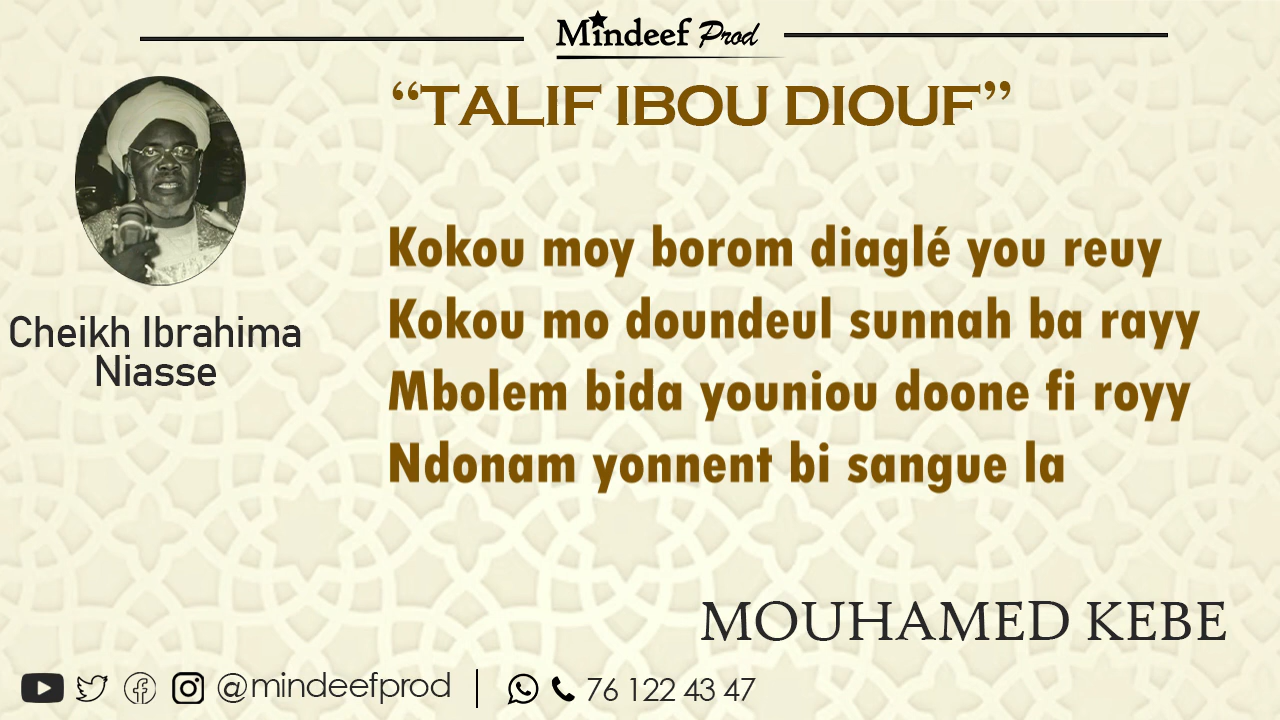 Mindeef Prod
“TALIF IBOU DIOUF”
Kokou moy borom diaglé you reuy
Kokou mo doundeul sunnah ba rayy
Mbolem bida youniou doone fi royy
Ndonam yonnent bi sangue la
Cheikh Ibrahima
Niasse
MOUHAMED KEBE
@mindeefprod | 76 122 43 47